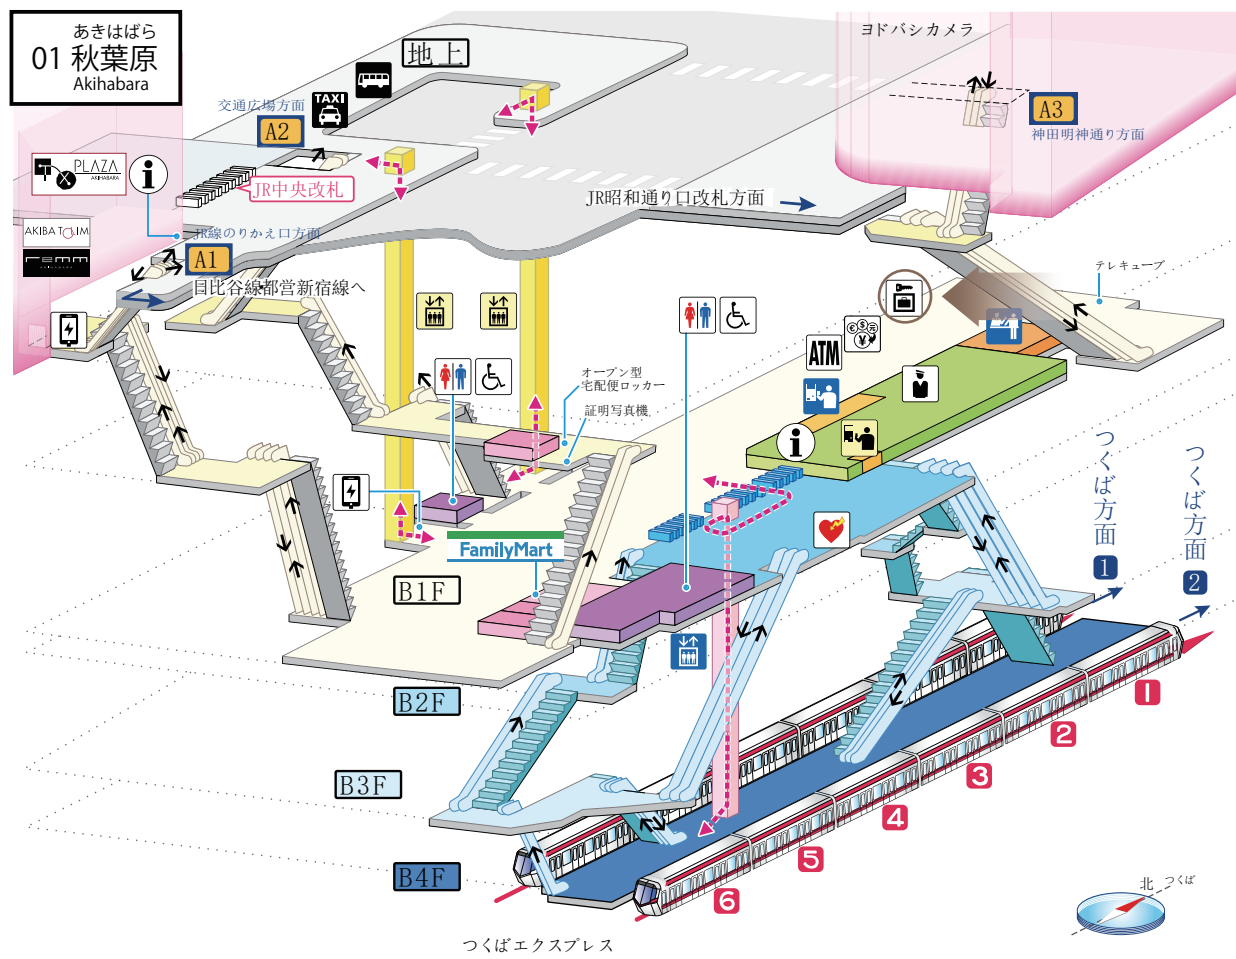 あきはばら
01 秋葉原
Akihabara
地上
ヨドバシカメラ
TAXI
交通広場方面
A2
A3
神田明神通り方面
PLAZA
AKIHABARA
JR中央改札
JR昭和通り口改札方面
AKIBA TOLIM
JR線のりかえ口方面
remm
A1
日比谷線都営新宿線へ
テレキューブ
ATM
オープン型
宅配便ロッカー
証明写真機
FamilyMart
つくば方面
1
つくば方面
2
B1F
B2F
B3F
B4F
1
2
3
4
5
6
北
つくば
つくばエクスプレス